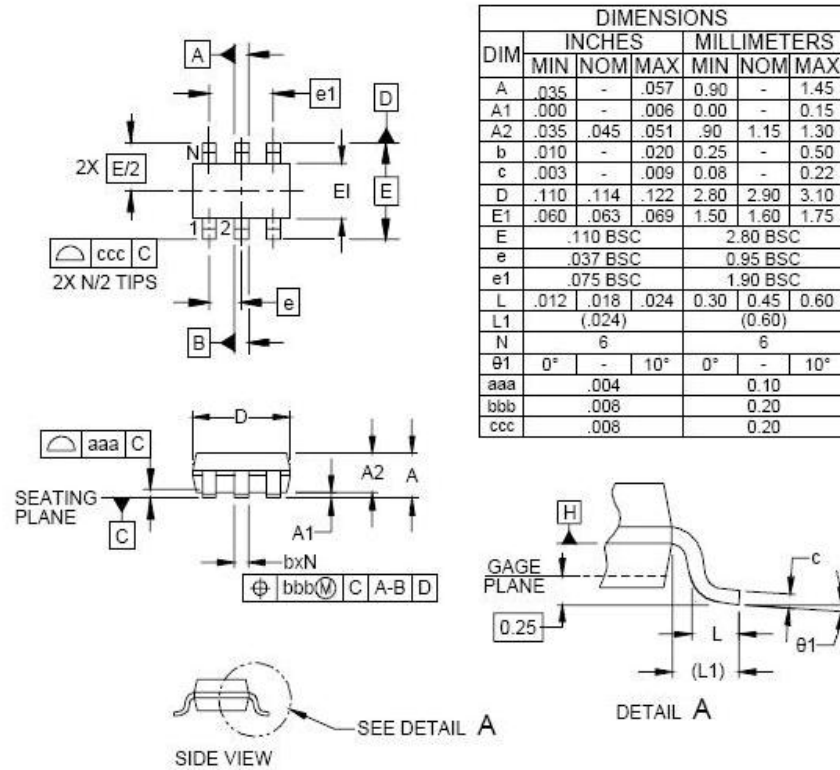 A
e1
D
N
2X E/2
EI
E
1 2
ccc C
2X N/2 TIPS
e
B
DIMENSIONS
DIM INCHES MILLIMETERS
MIN NOM MAX MIN NOM MAX
A .035 - .057 0.90 - 1.45
A1 .000 - .006 0.00 - 0.15
A2 .035 .045 .051 .90 1.15 1.30
b .010 - .020 0.25 - 0.50
c .003 - .009 0.08 - 0.22
D .110 .114 .122 2.80 2.90 3.10
E1 .060 .063 .069 1.50 1.60 1.75
E .110 BSC 2.80 BSC
e .037 BSC 0.95 BSC
e1 .075 BSC 1.90 BSC
L .012 .018 .024 0.30 0.45 0.60
L1 (.024) (0.60)
N 6 6
θ1 0° - 10° 0° - 10°
aaa .004 0.10
bbb .008 0.20
ccc .008 0.20
D
aaa C
A2 A
SEATING
PLANE
A1
C
bxN
⌖ bbbⓂ C A-B D
H
GAGE
PLANE
c
0.25
L
θ1
(L1)
DETAIL A
SEE DETAIL A
SIDE VIEW